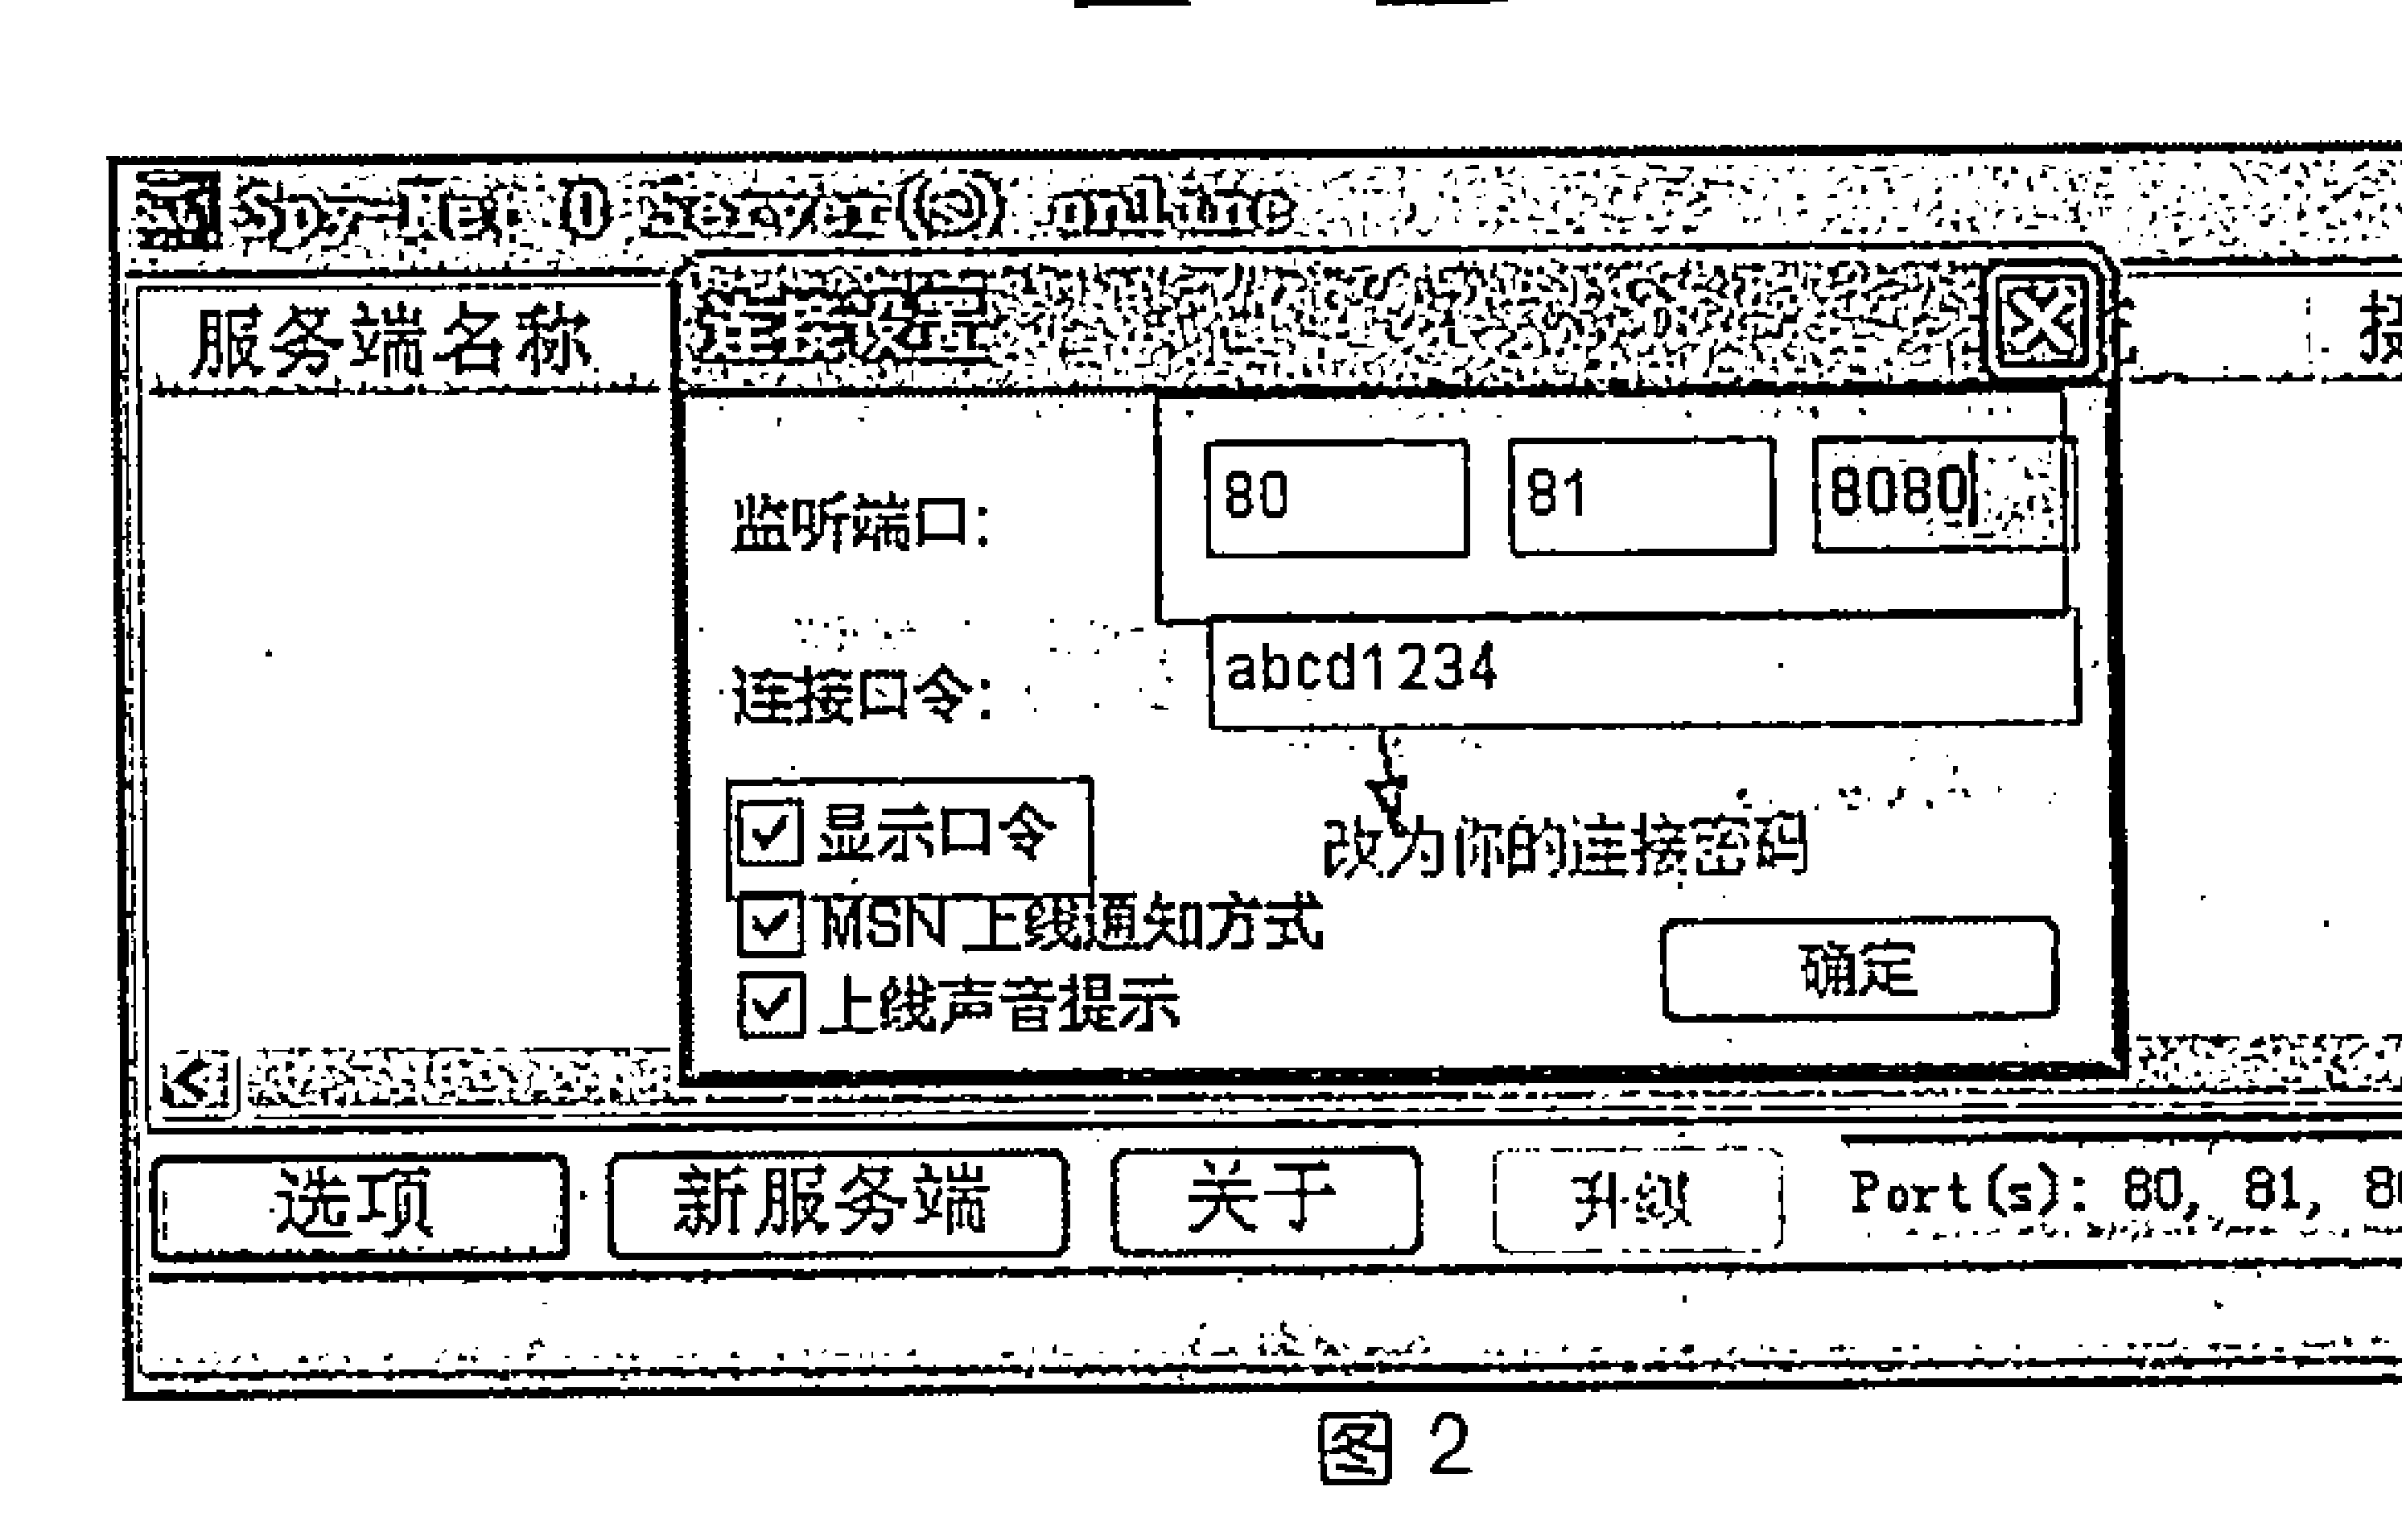 Spy-Net 0 Server(s) online
服务端名称
连接设置
监听端口: 80 81 8080
连接口令: abcd1234
显示口令
改为你的连接密码
MSN 上线通知方式
确定
上线声音提示
选项 新服务端 关于 升级 Port(s): 80, 81, 80
图 2